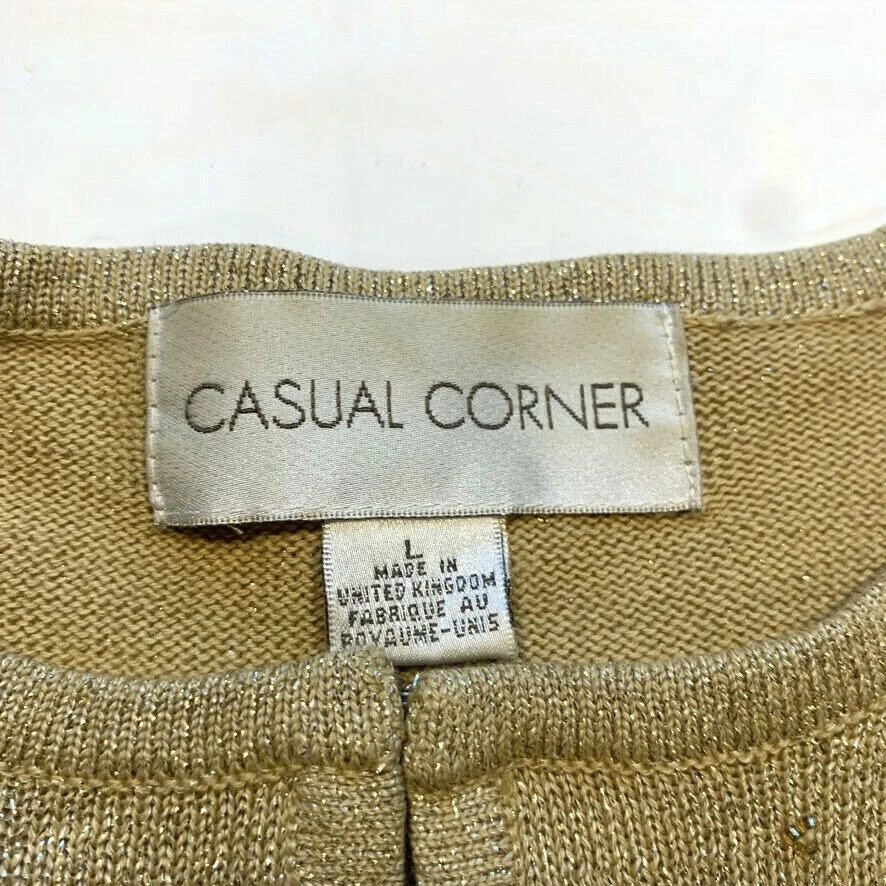 CASUAL CORNER
L
MADE IN
UNITED KINGDOM
FABRIQUE AU
ROYAUME-UNIS